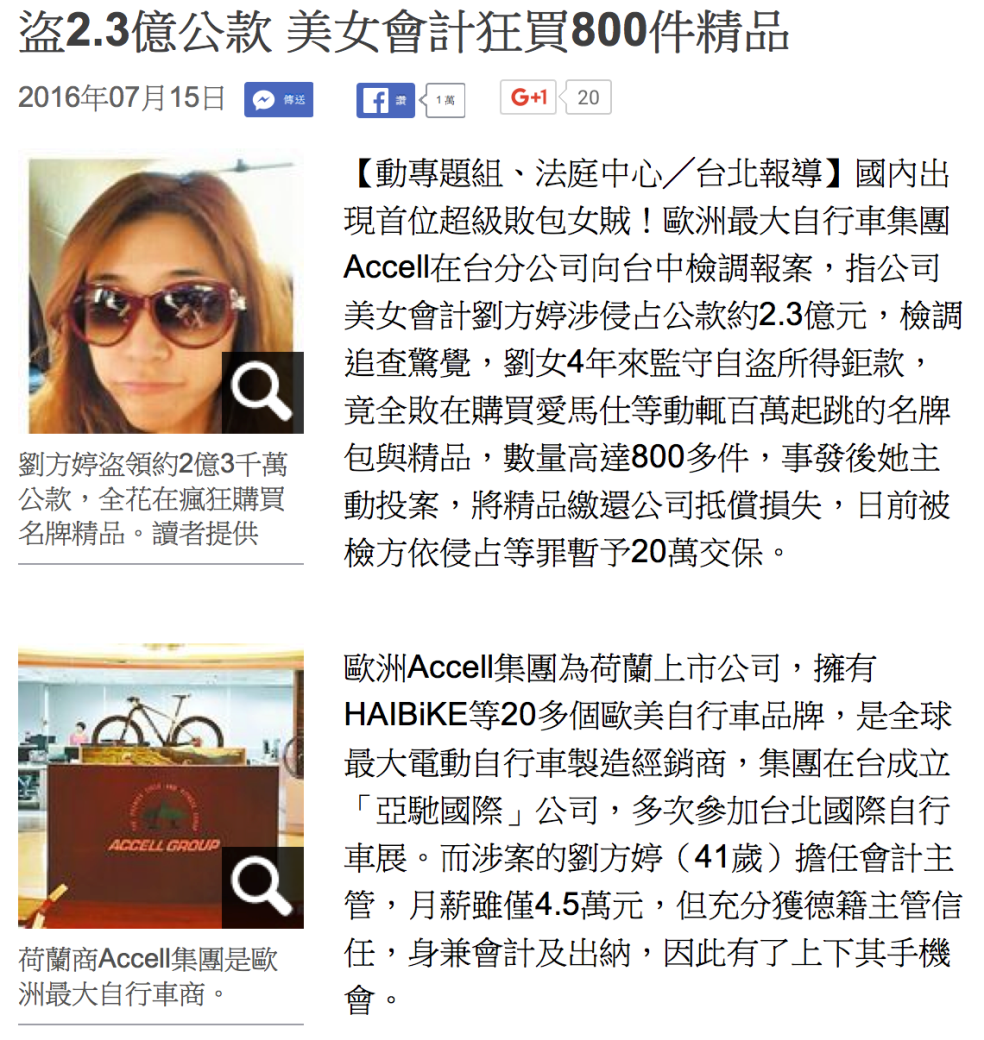 盜2.3億公款 美女會計狂買800件精品
2016年07月15日 傳送 讚 1 萬 G+1 20
劉方婷盜領約2億3千萬
公款，全花在瘋狂購買
名牌精品。讀者提供
【動專題組、法庭中心╱台北報導】國內出
現首位超級敗包女賊！歐洲最大自行車集團
Accell在台分公司向台中檢調報案，指公司
美女會計劉方婷涉侵占公款約2.3億元，檢調
追查驚覺，劉女4年來監守自盜所得鉅款，
竟全敗在購買愛馬仕等動輒百萬起跳的名牌
包與精品，數量高達800多件，事發後她主
動投案，將精品繳還公司抵償損失，日前被
檢方依侵占等罪暫予20萬交保。
ACCELL GROUP
荷蘭商Accell集團是歐
洲最大自行車商。
歐洲Accell集團為荷蘭上市公司，擁有
HAIBiKE等20多個歐美自行車品牌，是全球
最大電動自行車製造經銷商，集團在台成立
「亞馳國際」公司，多次參加台北國際自行
車展。而涉案的劉方婷（41歲）擔任會計主
管，月薪雖僅4.5萬元，但充分獲德籍主管信
任，身兼會計及出納，因此有了上下其手機
會。